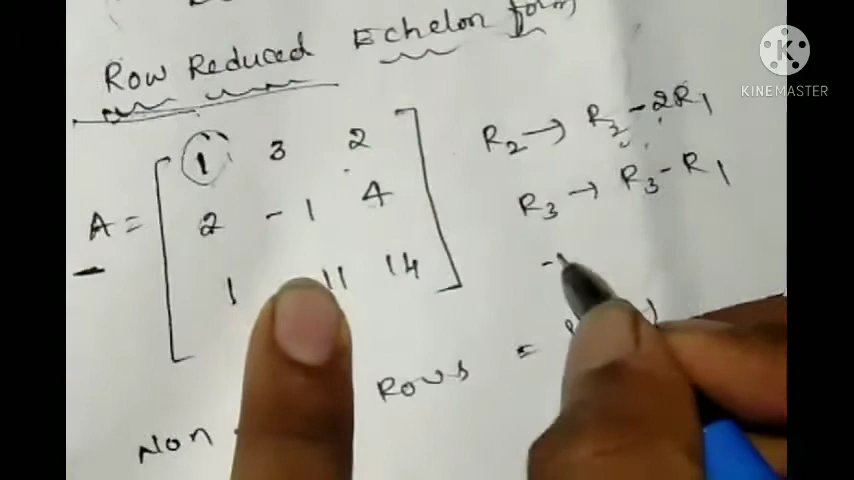 Row Reduced Echelon form
K
KINEMASTER
A = [ 1 3 2
2 -1 4
1 11 14 ]
R2 → R2 - 2R1
R3 → R3 - R1
Non Rows =